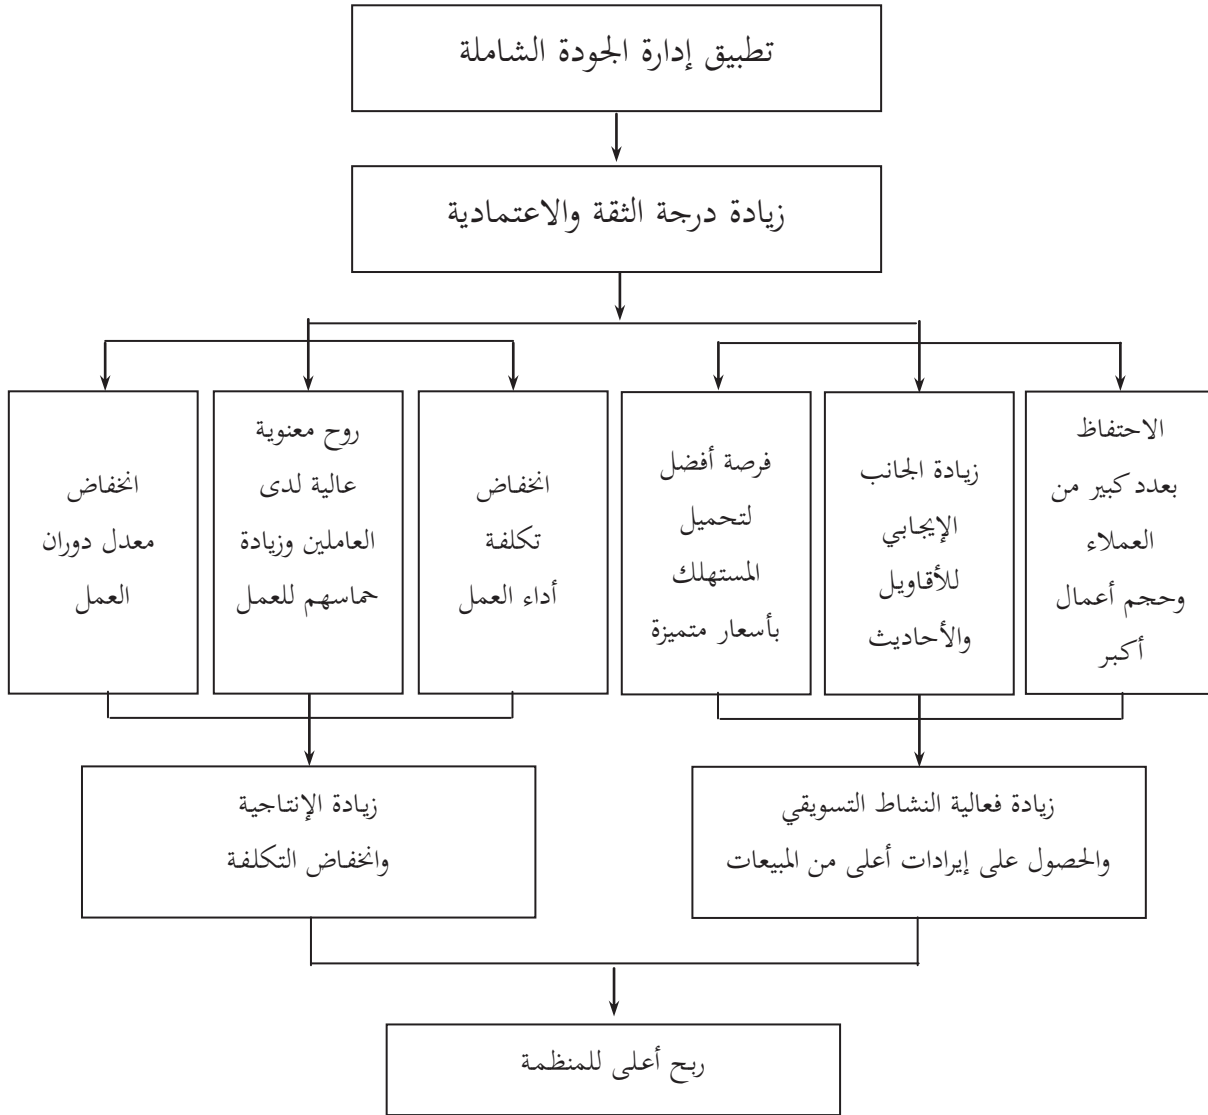 تطبيق إدارة الجودة الشاملة
زيادة درجة الثقة والاعتمادية
الاحتفاظ
بعدد كبير من
العملاء
وحجم أعمال
أكبر
زيادة الجانب
الإيجابي
للأقاويل
والأحاديث
فرصة أفضل
لتحميل
المستهلك
بأسعار متميزة
انخفاض
تكلفة
أداء العمل
روح معنوية
عالية لدى
العاملين وزيادة
حماسهم للعمل
انخفاض
معدل دوران
العمل
زيادة فعالية النشاط التسويقي
والحصول على إيرادات أعلى من المبيعات
زيادة الإنتاجية
وانخفاض التكلفة
ربح أعلى للمنظمة